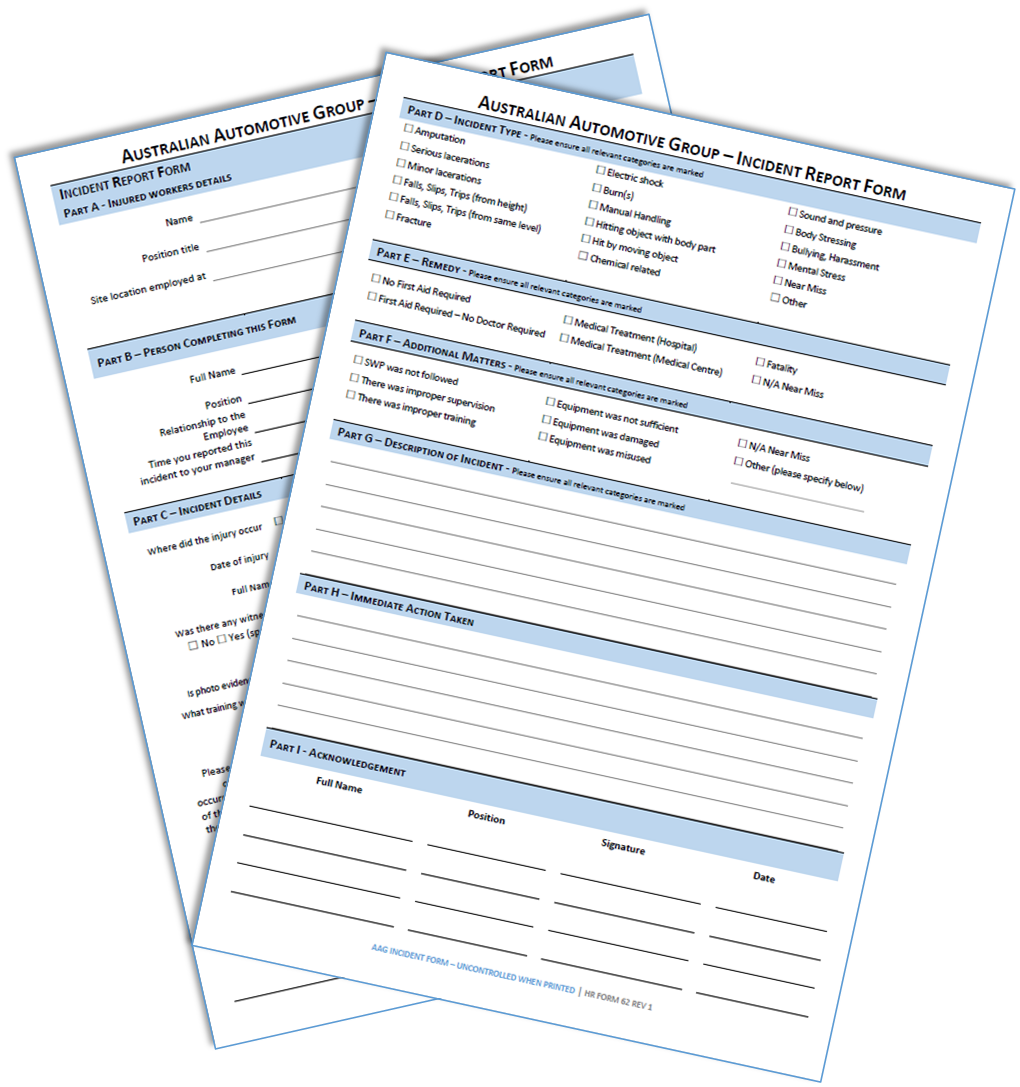 AUSTRALIAN AUTOMOTIVE GROUP –
FORM
INCIDENT REPORT FORM
PART A - INJURED WORKERS DETAILS
Name
Position title
Site location employed at
PART B – PERSON COMPLETING THIS FORM
Full Name
Position
Relationship to the
Employee
Time you reported this
incident to your manager
PART C – INCIDENT DETAILS
Where did the injury occur ☐
Date of injury
Full Nam
Was there any witne
☐ No ☐ Yes (sp
Is photo eviden
What training w
Please
occur
of th
the
AUSTRALIAN AUTOMOTIVE GROUP – INCIDENT REPORT FORM
PART D – INCIDENT TYPE - Please ensure all relevant categories are marked
☐ Amputation
☐ Serious lacerations
☐ Minor lacerations
☐ Falls, Slips, Trips (from height)
☐ Falls, Slips, Trips (from same level)
☐ Fracture
☐ Electric shock
☐ Burn(s)
☐ Manual Handling
☐ Hitting object with body part
☐ Hit by moving object
☐ Chemical related
☐ Sound and pressure
☐ Body Stressing
☐ Bullying, Harassment
☐ Mental Stress
☐ Near Miss
☐ Other
PART E – REMEDY - Please ensure all relevant categories are marked
☐ No First Aid Required
☐ First Aid Required – No Doctor Required
☐ Medical Treatment (Hospital)
☐ Medical Treatment (Medical Centre)
☐ Fatality
☐ N/A Near Miss
PART F – ADDITIONAL MATTERS - Please ensure all relevant categories are marked
☐ SWP was not followed
☐ There was improper supervision
☐ There was improper training
☐ Equipment was not sufficient
☐ Equipment was damaged
☐ Equipment was misused
☐ N/A Near Miss
☐ Other (please specify below)
PART G – DESCRIPTION OF INCIDENT - Please ensure all relevant categories are marked
PART H – IMMEDIATE ACTION TAKEN
PART I - ACKNOWLEDGEMENT
Full Name
Position
Signature
Date
AAG INCIDENT FORM – UNCONTROLLED WHEN PRINTED | HR FORM 62 REV 1